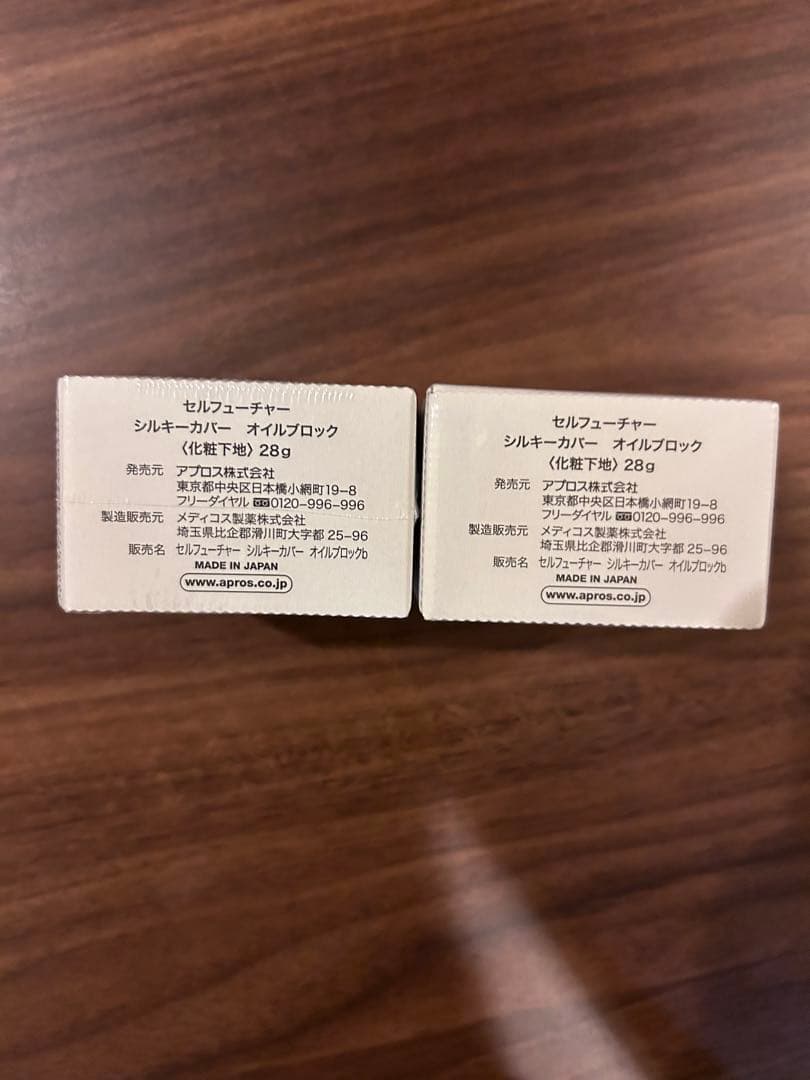 セルフューチャー
シルキーカバー　オイルブロック
〈化粧下地〉28g
発売元　アプロス株式会社
東京都中央区日本橋小網町19-8
フリーダイヤル 0120-996-996
製造販売元　メディコス製薬株式会社
埼玉県比企郡滑川町大字都 25-96
販売名　セルフューチャー シルキーカバー オイルブロックb
MADE IN JAPAN
www.apros.co.jp
セルフューチャー
シルキーカバー　オイルブロック
〈化粧下地〉28g
発売元　アプロス株式会社
東京都中央区日本橋小網町19-8
フリーダイヤル 0120-996-996
製造販売元　メディコス製薬株式会社
埼玉県比企郡滑川町大字都 25-96
販売名　セルフューチャー シルキーカバー オイルブロックb
MADE IN JAPAN
www.apros.co.jp